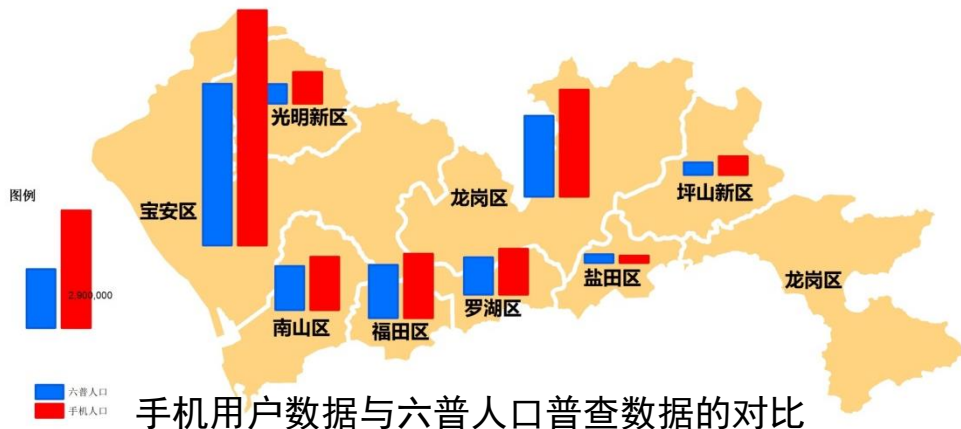 光明新区
龙岗区
坪山新区
图例
宝安区
2,900,000
盐田区
龙岗区
罗湖区
南山区
福田区
六普人口
手机人口
手机用户数据与六普人口普查数据的对比